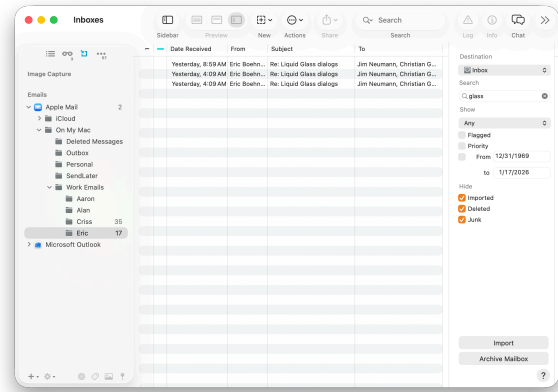 Inboxes
Search
Sidebar Preview New Actions Share Search Log Info Chat
57
Image Capture
Emails
Apple Mail 2
iCloud
On My Mac
Deleted Messages
Outbox
Personal
SendLater
Work Emails
Aaron
Alan
Criss 35
Eric 17
Microsoft Outlook
Date Received From Subject To
Yesterday, 8:59 AM Eric Boehn... Re: Liquid Glass dialogs Jim Neumann, Christian G...
Yesterday, 4:09 AM Eric Boehn... Re: Liquid Glass dialogs Jim Neumann, Christian G...
Yesterday, 4:09 AM Eric Boehn... Re: Liquid Glass dialogs Jim Neumann, Christian G...
Destination
Inbox
Search
glass
Show
Any
Flagged
Priority
From 12/31/1969
to 1/17/2026
Hide
Imported
Deleted
Junk
Import
Archive Mailbox
?